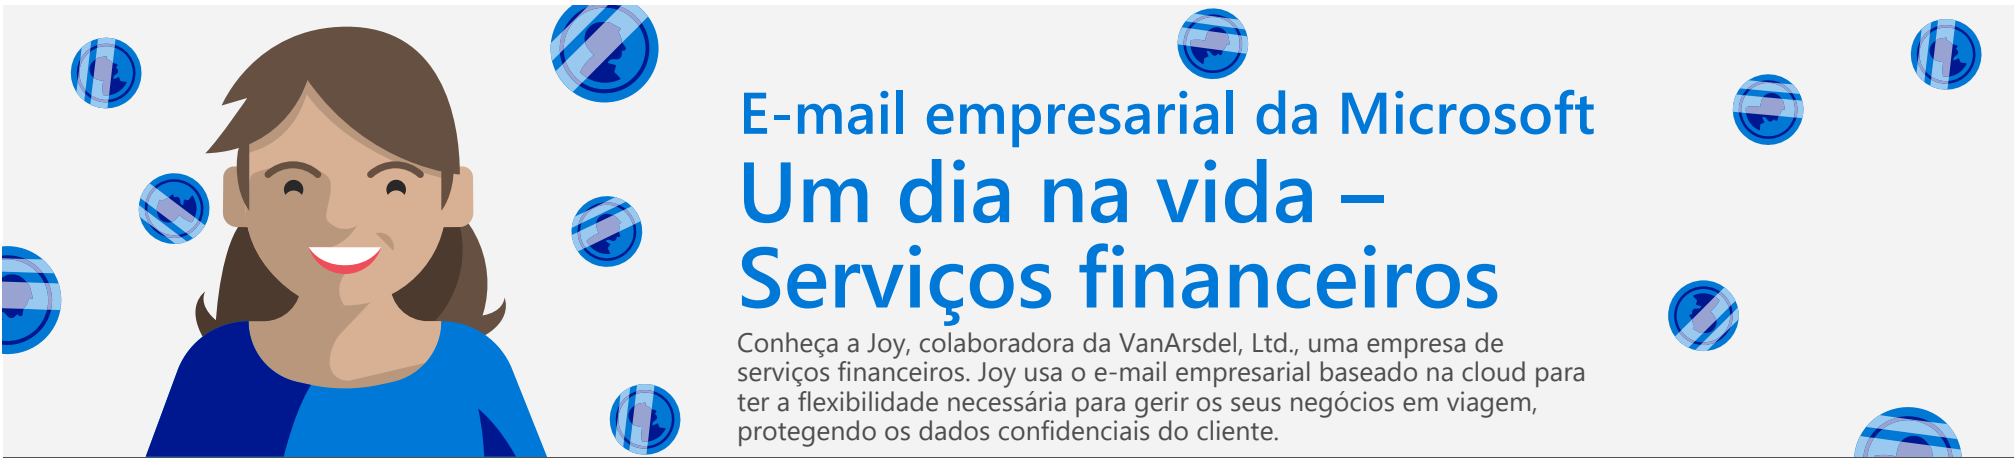 E-mail empresarial da Microsoft
Um dia na vida –
Serviços financeiros
Conheça a Joy, colaboradora da VanArsdel, Ltd., uma empresa de
serviços financeiros. Joy usa o e-mail empresarial baseado na cloud para
ter a flexibilidade necessária para gerir os seus negócios em viagem,
protegendo os dados confidenciais do cliente.